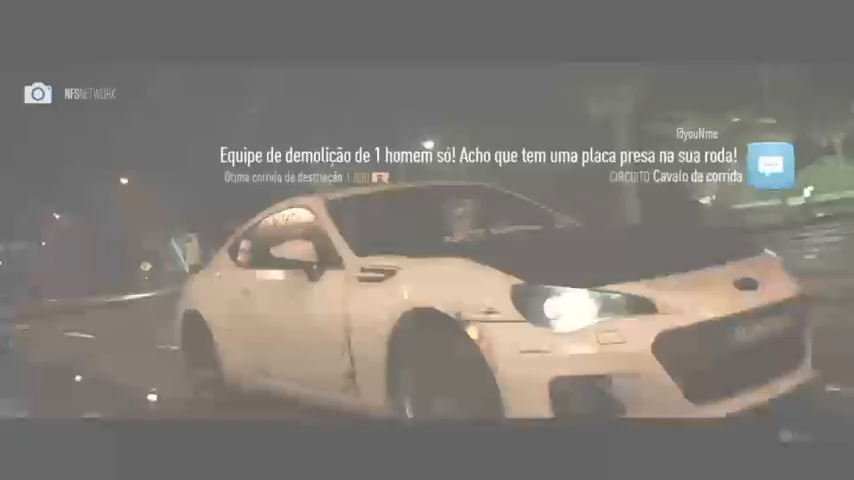 NFSNETWORK
@youNme
Equipe de demolição de 1 homem só! Acho que tem uma placa presa na sua roda!
Ótima corrida de destruição
CIRCUITO Cavalo de corrida